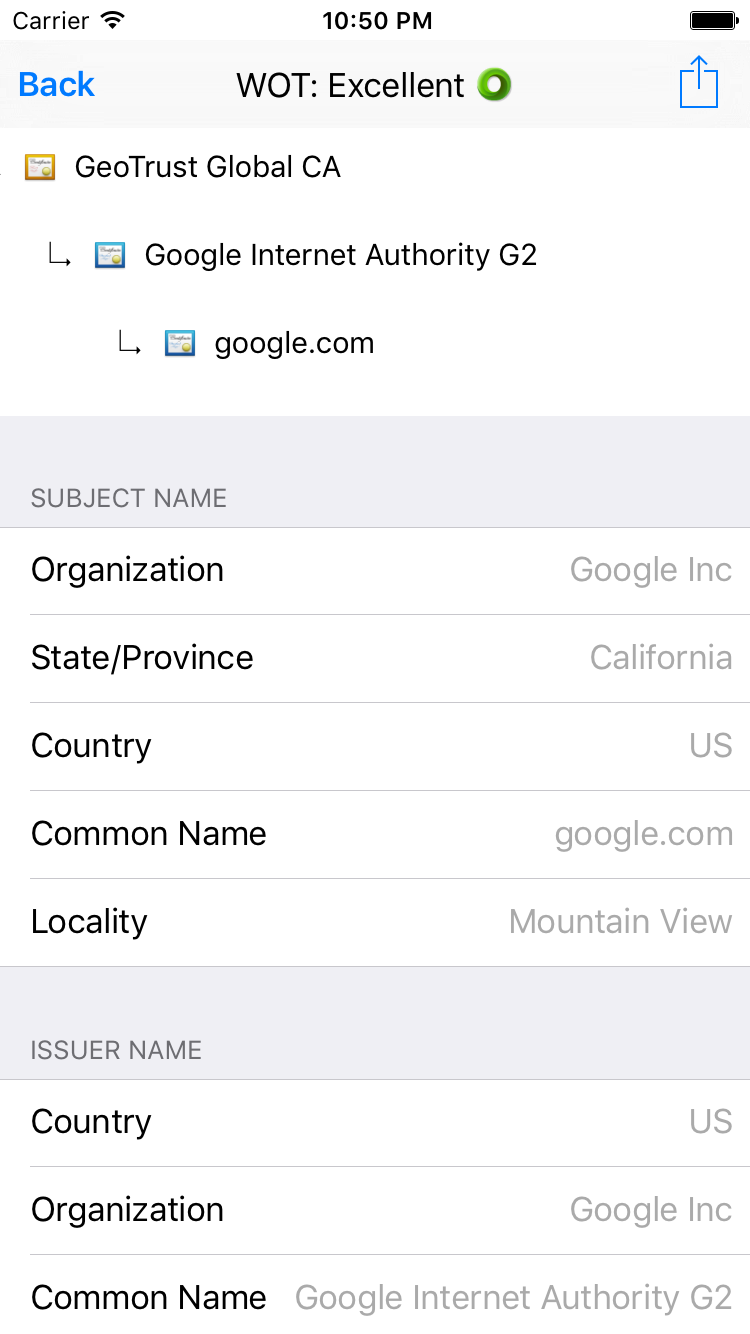 Carrier 10:50 PM
Back WOT: Excellent
GeoTrust Global CA
Google Internet Authority G2
google.com
SUBJECT NAME
Organization Google Inc
State/Province California
Country US
Common Name google.com
Locality Mountain View
ISSUER NAME
Country US
Organization Google Inc
Common Name Google Internet Authority G2